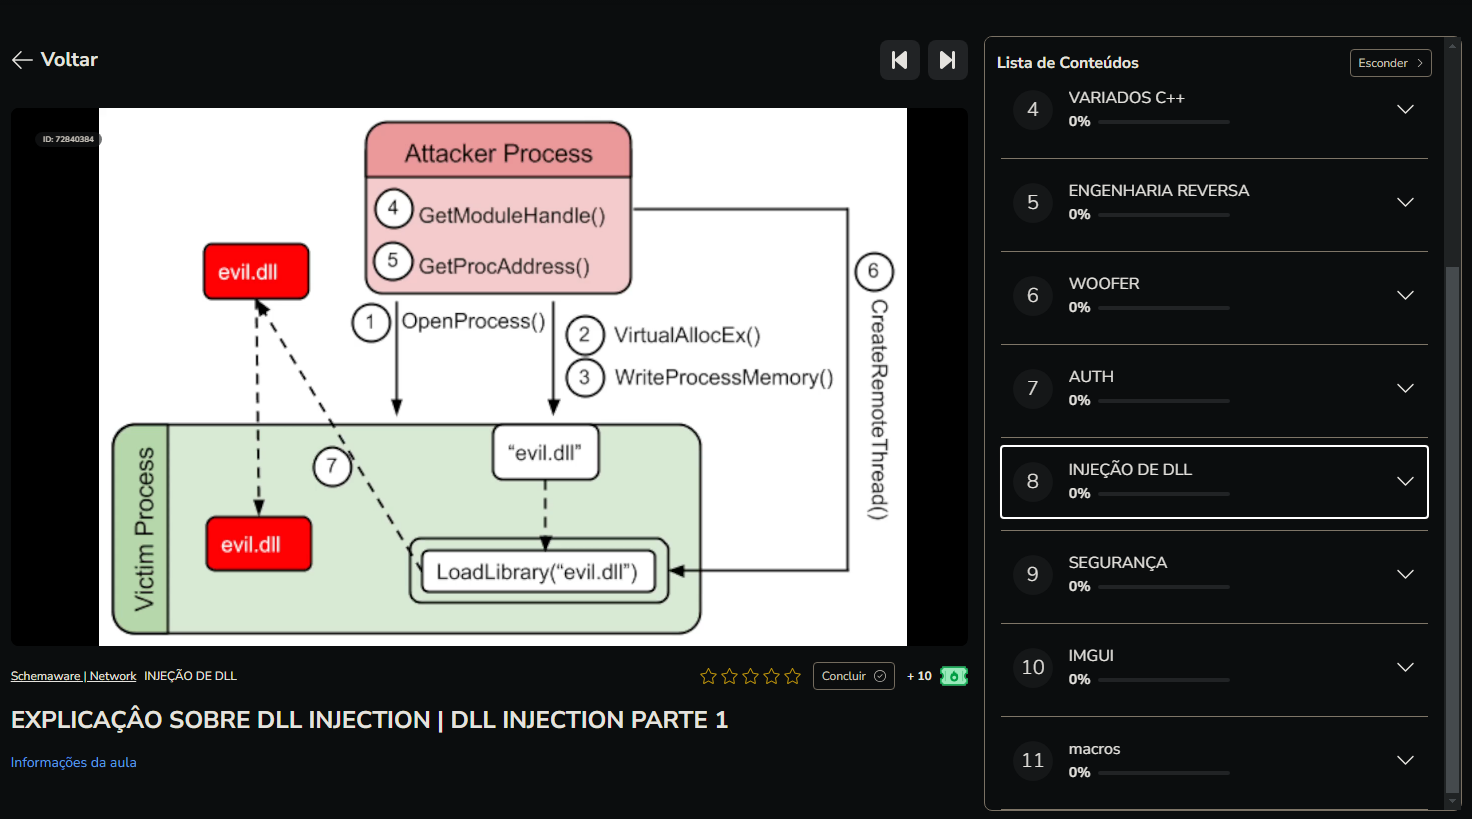 Voltar
ID: 72840384
Attacker Process
4 GetModuleHandle()
5 GetProcAddress()
evil.dll
1 OpenProcess()
2 VirtualAllocEx()
3 WriteProcessMemory()
6 CreateRemoteThread()
Victim Process
7
"evil.dll"
evil.dll
LoadLibrary("evil.dll")
Schemaware | Network INJEÇÃO DE DLL
Concluir
+ 10
EXPLICAÇÂO SOBRE DLL INJECTION | DLL INJECTION PARTE 1
Informações da aula
Lista de Conteúdos
Esconder
4 VARIADOS C++
0%
5 ENGENHARIA REVERSA
0%
6 WOOFER
0%
7 AUTH
0%
8 INJEÇÃO DE DLL
0%
9 SEGURANÇA
0%
10 IMGUI
0%
11 macros
0%